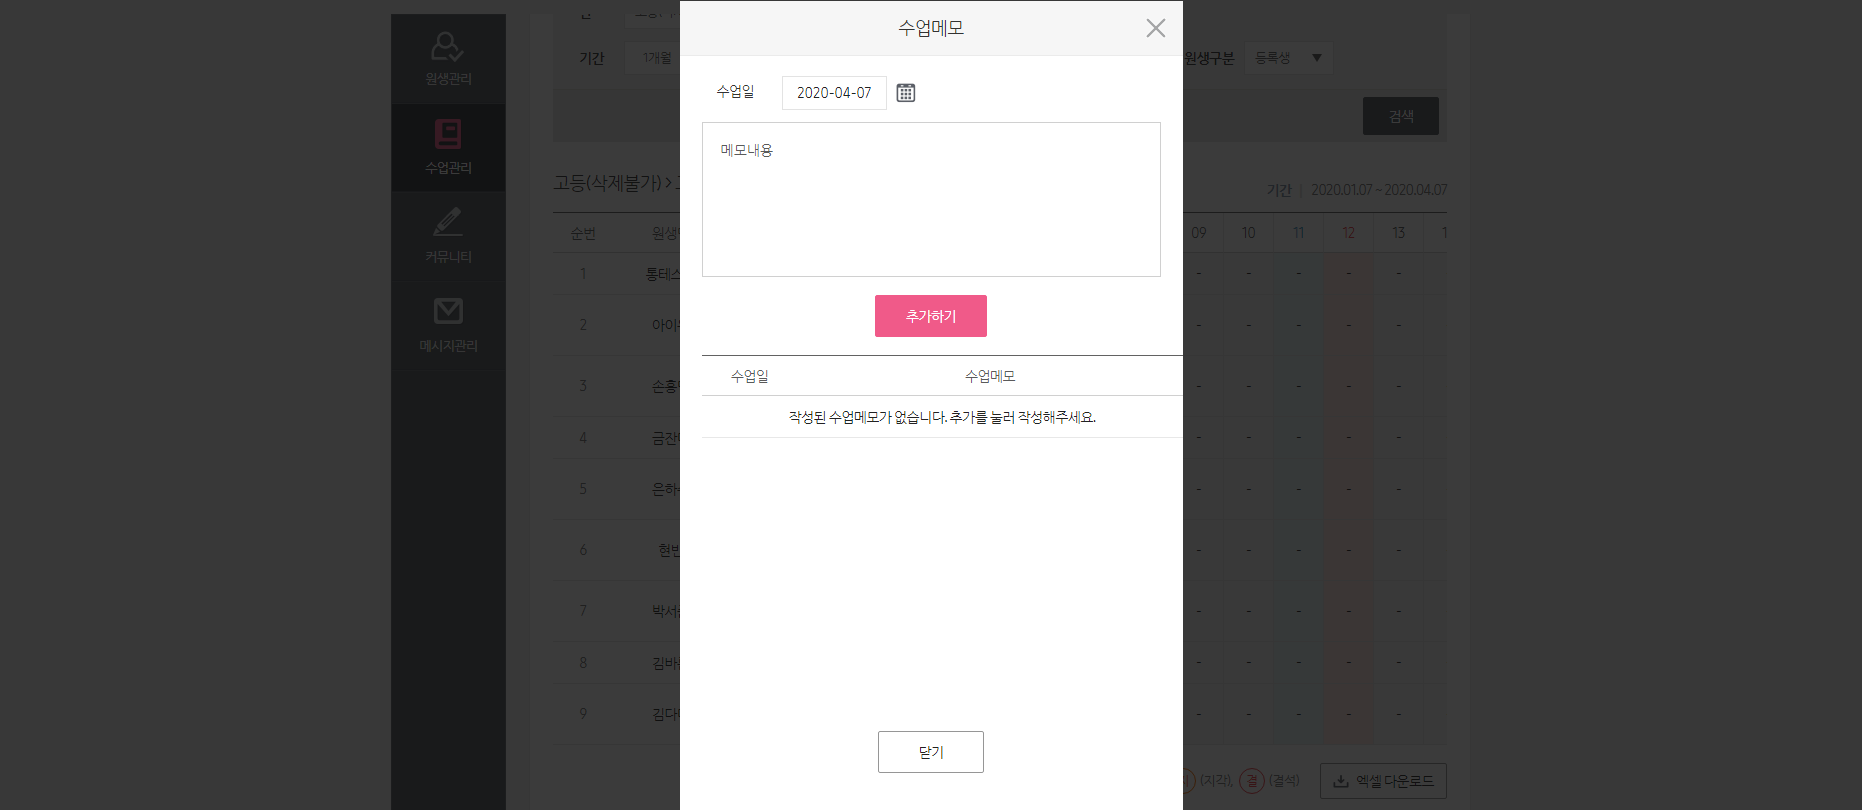 수업메모
원생관리
수업관리
커뮤니티
메시지관리
기간 1개월
원생구분 등록생
검색
수업일 2020-04-07
메모내용
추가하기
고등(삭제불가) >
기간 | 2020.01.07 ~ 2020.04.07
순번 09 10 11 12 13
1 - - - - -
2 - - - - -
3 - - - - -
4 - - - - -
5 - - - - -
6 - - - - -
7 - - - - -
8 - - - - -
9 - - - - -
수업일 수업메모
작성된 수업메모가 없습니다. 추가를 눌러 작성해주세요.
닫기
(지각), 결 (결석)
엑셀 다운로드